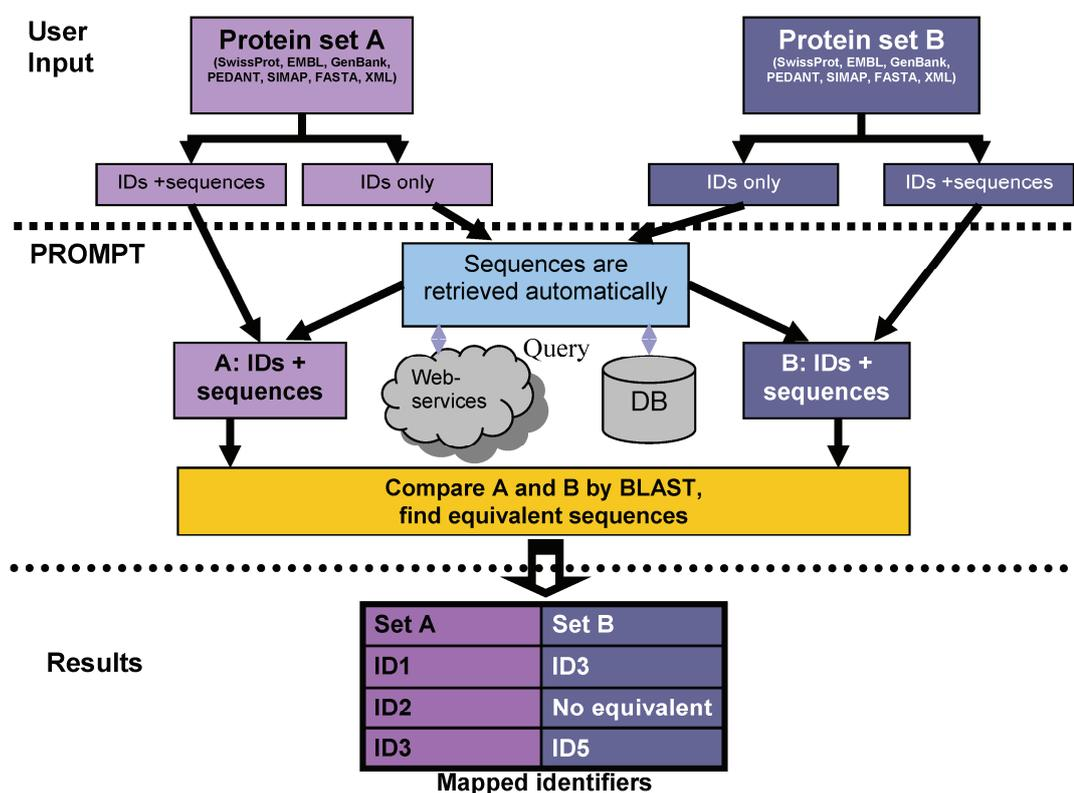 User
Input
Protein set A
(SwissProt, EMBL, GenBank,
PEDANT, SIMAP, FASTA, XML)
Protein set B
(SwissProt, EMBL, GenBank,
PEDANT, SIMAP, FASTA, XML)
IDs +sequences
IDs only
IDs only
IDs +sequences
PROMPT
Sequences are
retrieved automatically
Query
A: IDs +
sequences
Web-
services
DB
B: IDs +
sequences
Compare A and B by BLAST,
find equivalent sequences
Results
Set A
Set B
ID1
ID3
ID2
No equivalent
ID3
ID5
Mapped identifiers